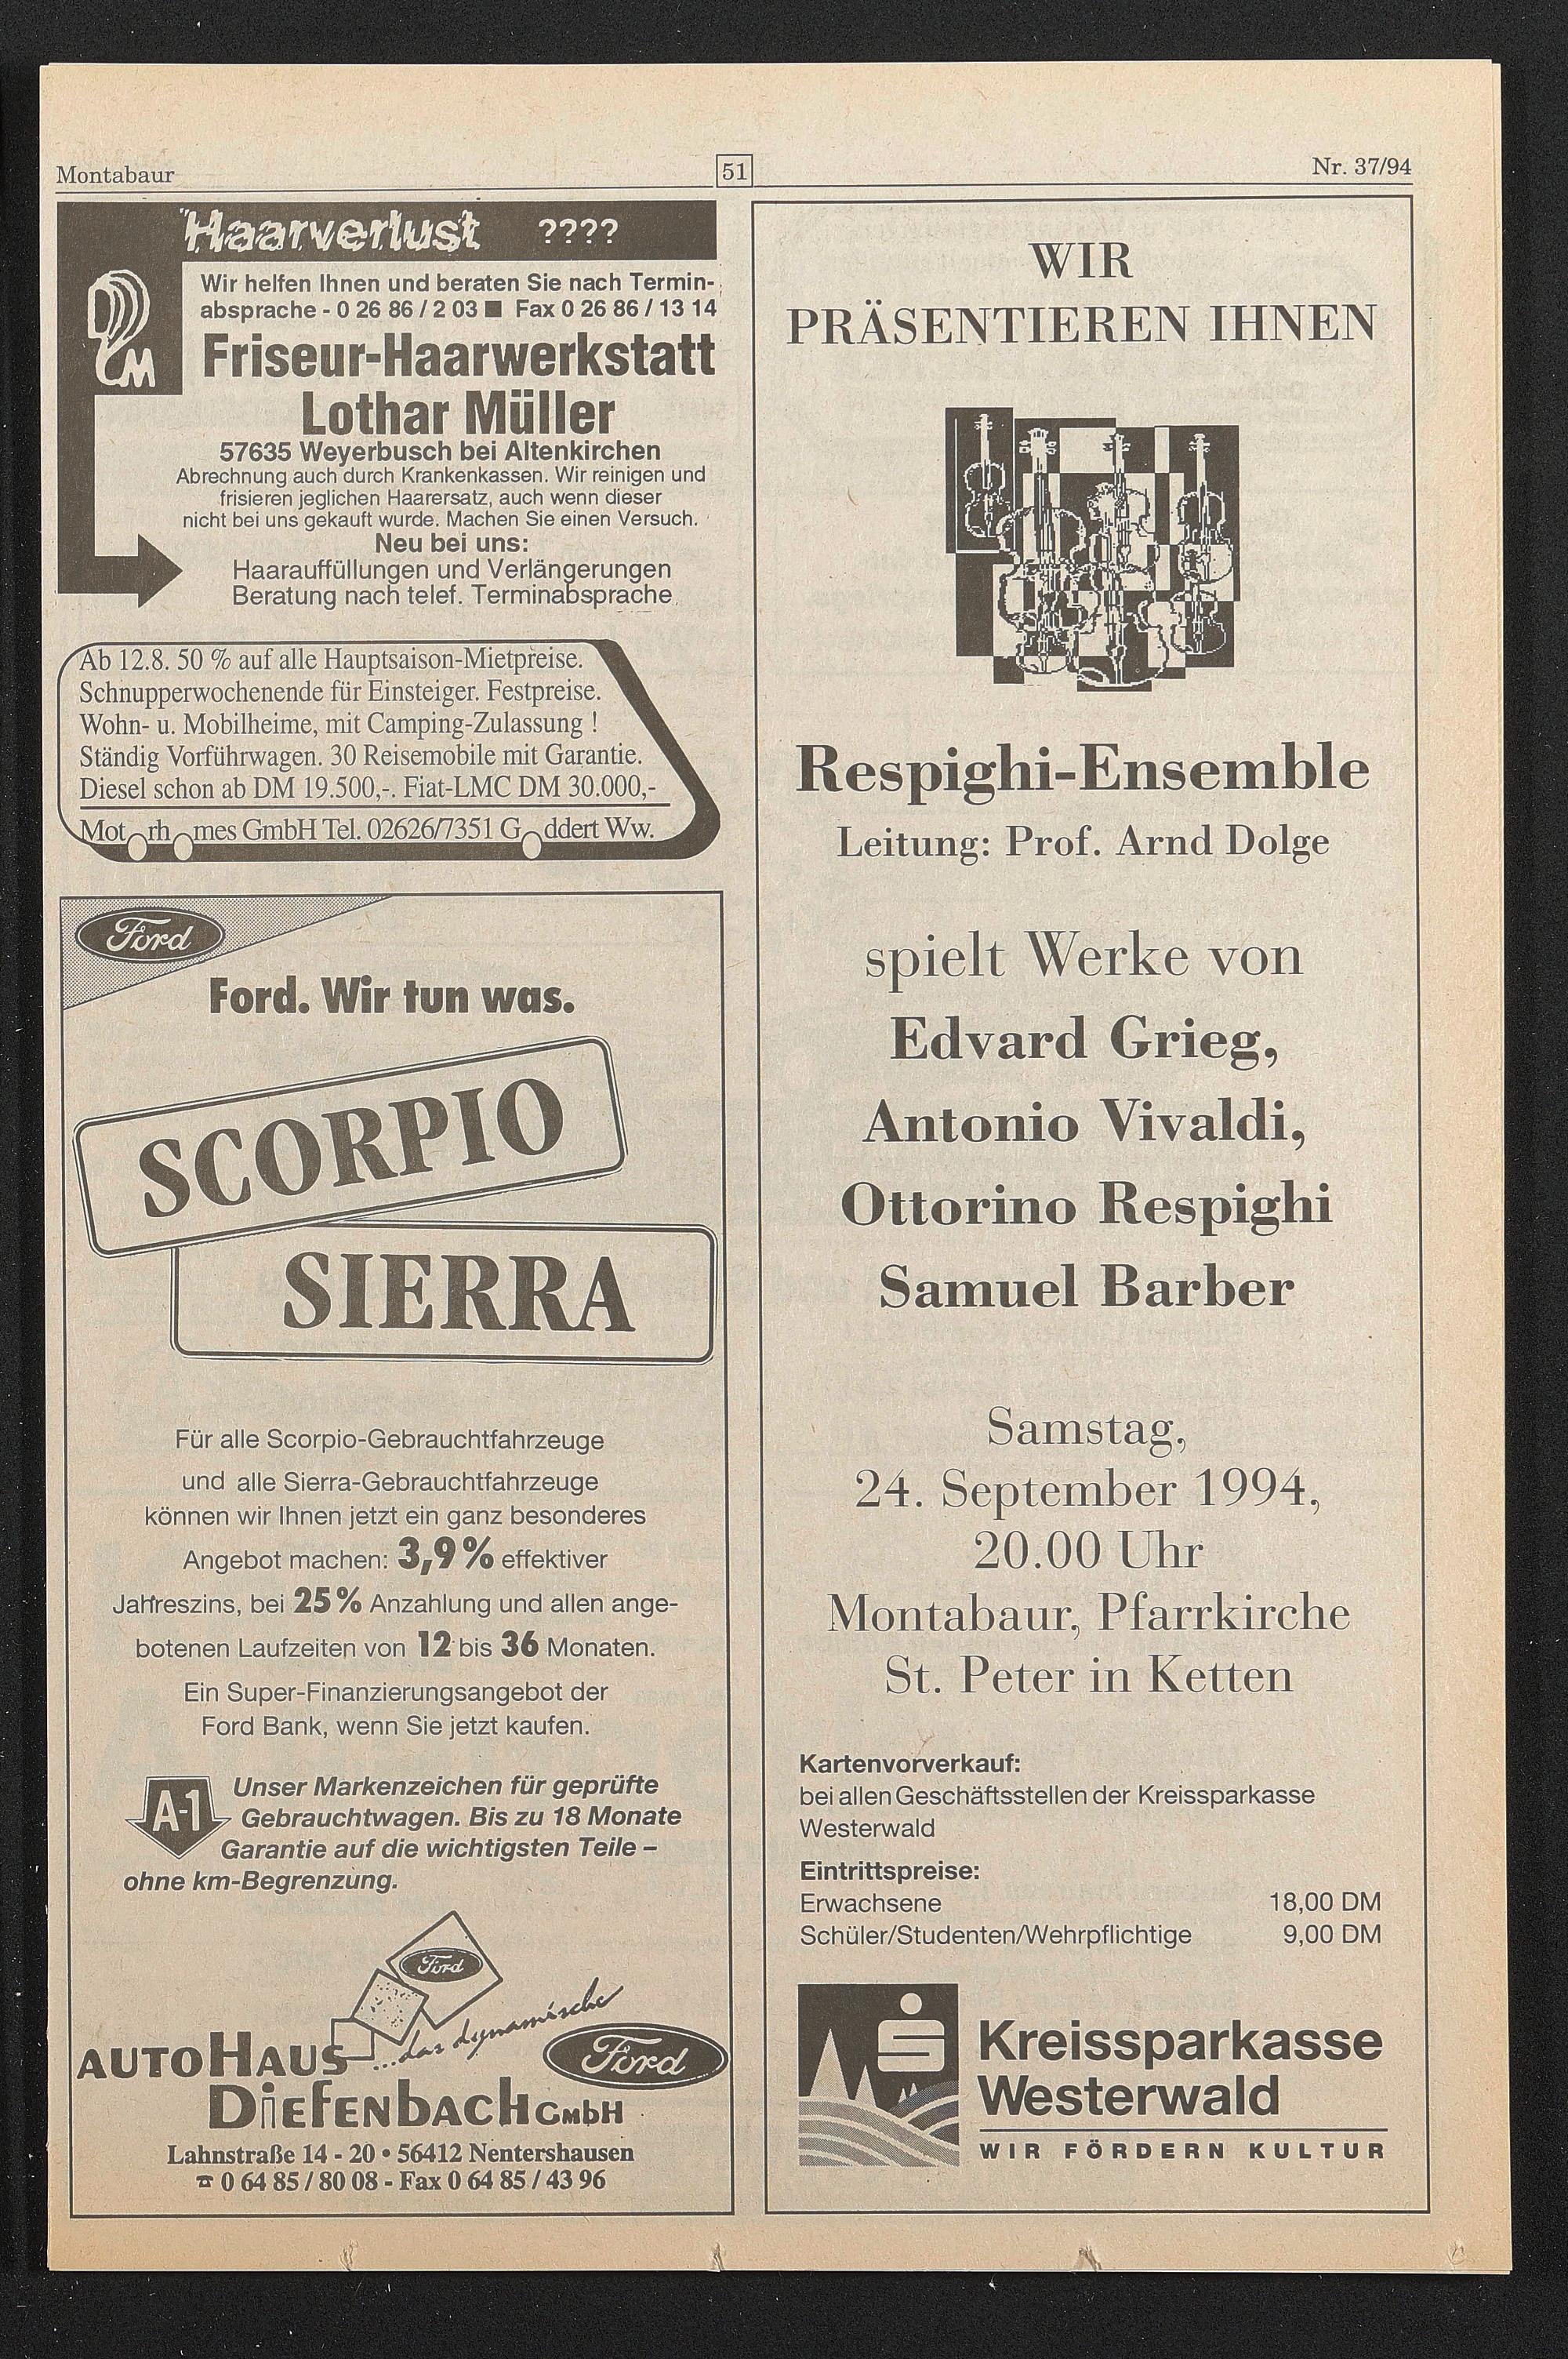 Montabaur
51
Nr. 37/94
Haarverlust ????
Wir helfen Ihnen und beraten Sie nach Termin-
absprache - 0 26 86 / 2 03 ■ Fax 0 26 86 / 13 14
M
Friseur-Haarwerkstatt
Lothar Müller
57635 Weyerbusch bei Altenkirchen
Abrechnung auch durch Krankenkassen. Wir reinigen und
frisieren jeglichen Haarersatz, auch wenn dieser
nicht bei uns gekauft wurde. Machen Sie einen Versuch.
Neu bei uns:
Haarauffüllungen und Verlängerungen
Beratung nach telef. Terminabsprache
Ab 12.8. 50 % auf alle Hauptsaison-Mietpreise.
Schnupperwochenende für Einsteiger. Festpreise.
Wohn- u. Mobilheime, mit Camping-Zulassung !
Ständig Vorführwagen. 30 Reisemobile mit Garantie.
Diesel schon ab DM 19.500,-. Fiat-LMC DM 30.000,-
Motorhomes GmbH Tel. 02626/7351 Goddert Ww.
Ford
Ford. Wir tun was.
SCORPIO
SIERRA
Für alle Scorpio-Gebrauchtfahrzeuge
und alle Sierra-Gebrauchtfahrzeuge
können wir Ihnen jetzt ein ganz besonderes
Angebot machen: 3,9 % effektiver
Jahreszins, bei 25 % Anzahlung und allen ange-
botenen Laufzeiten von 12 bis 36 Monaten.
Ein Super-Finanzierungsangebot der
Ford Bank, wenn Sie jetzt kaufen.
A-1
Unser Markenzeichen für geprüfte
Gebrauchtwagen. Bis zu 18 Monate
Garantie auf die wichtigsten Teile –
ohne km-Begrenzung.
Ford
...das dynamische
AUTOHAUS
Ford
DIEFENBACH GMBH
Lahnstraße 14 - 20 • 56412 Nentershausen
☎ 0 64 85 / 80 08 - Fax 0 64 85 / 43 96
WIR
PRÄSENTIEREN IHNEN
Respighi-Ensemble
Leitung: Prof. Arnd Dolge
spielt Werke von
Edvard Grieg,
Antonio Vivaldi,
Ottorino Respighi
Samuel Barber
Samstag,
24. September 1994,
20.00 Uhr
Montabaur, Pfarrkirche
St. Peter in Ketten
Kartenvorverkauf:
bei allen Geschäftsstellen der Kreissparkasse
Westerwald
Eintrittspreise:
Erwachsene 18,00 DM
Schüler/Studenten/Wehrpflichtige 9,00 DM
Kreissparkasse
Westerwald
WIR FÖRDERN KULTUR